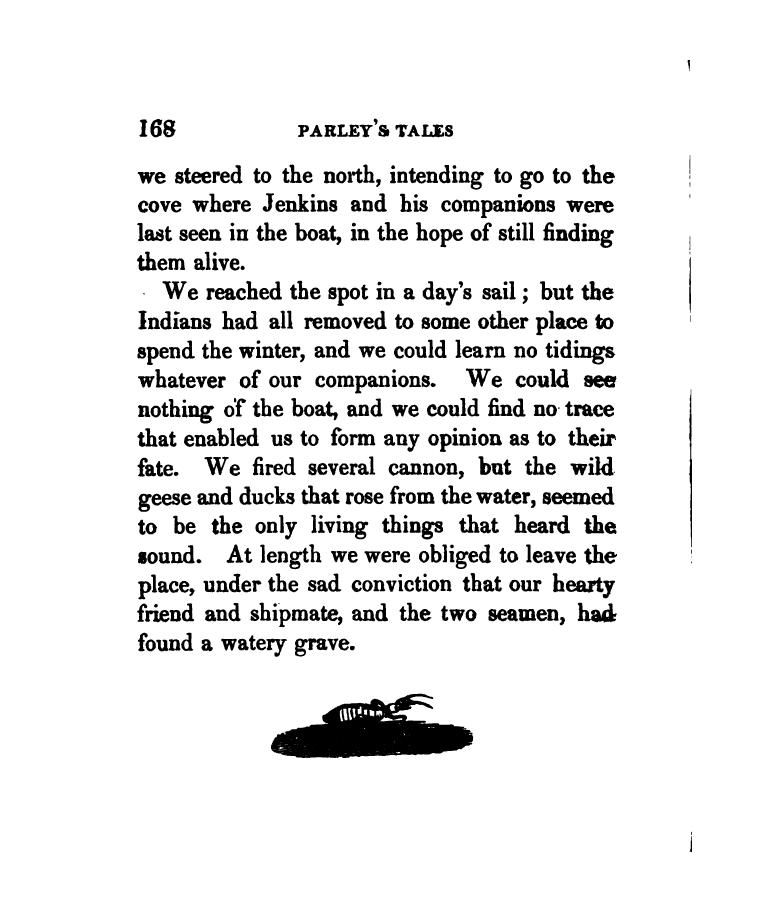 168 PARLEY'S TALES
we steered to the north, intending to go to the
cove where Jenkins and his companions were
last seen in the boat, in the hope of still finding
them alive.
We reached the spot in a day's sail; but the
Indians had all removed to some other place to
spend the winter, and we could learn no tidings
whatever of our companions. We could see
nothing of the boat, and we could find no trace
that enabled us to form any opinion as to their
fate. We fired several cannon, but the wild
geese and ducks that rose from the water, seemed
to be the only living things that heard the
sound. At length we were obliged to leave the
place, under the sad conviction that our hearty
friend and shipmate, and the two seamen, had
found a watery grave.